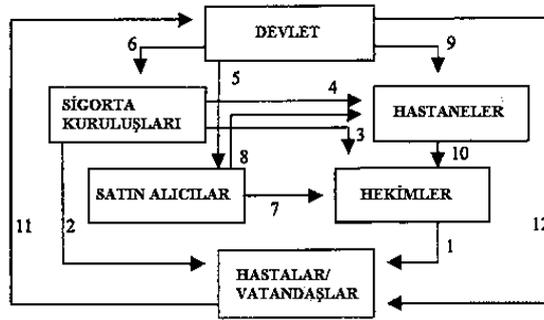 DEVLET
6
9
5
4
SİGORTA
KURULUŞLARI
HASTANELER
3
8
10
SATIN ALICILAR
HEKİMLER
7
11
2
1
12
HASTALAR/
VATANDAŞLAR